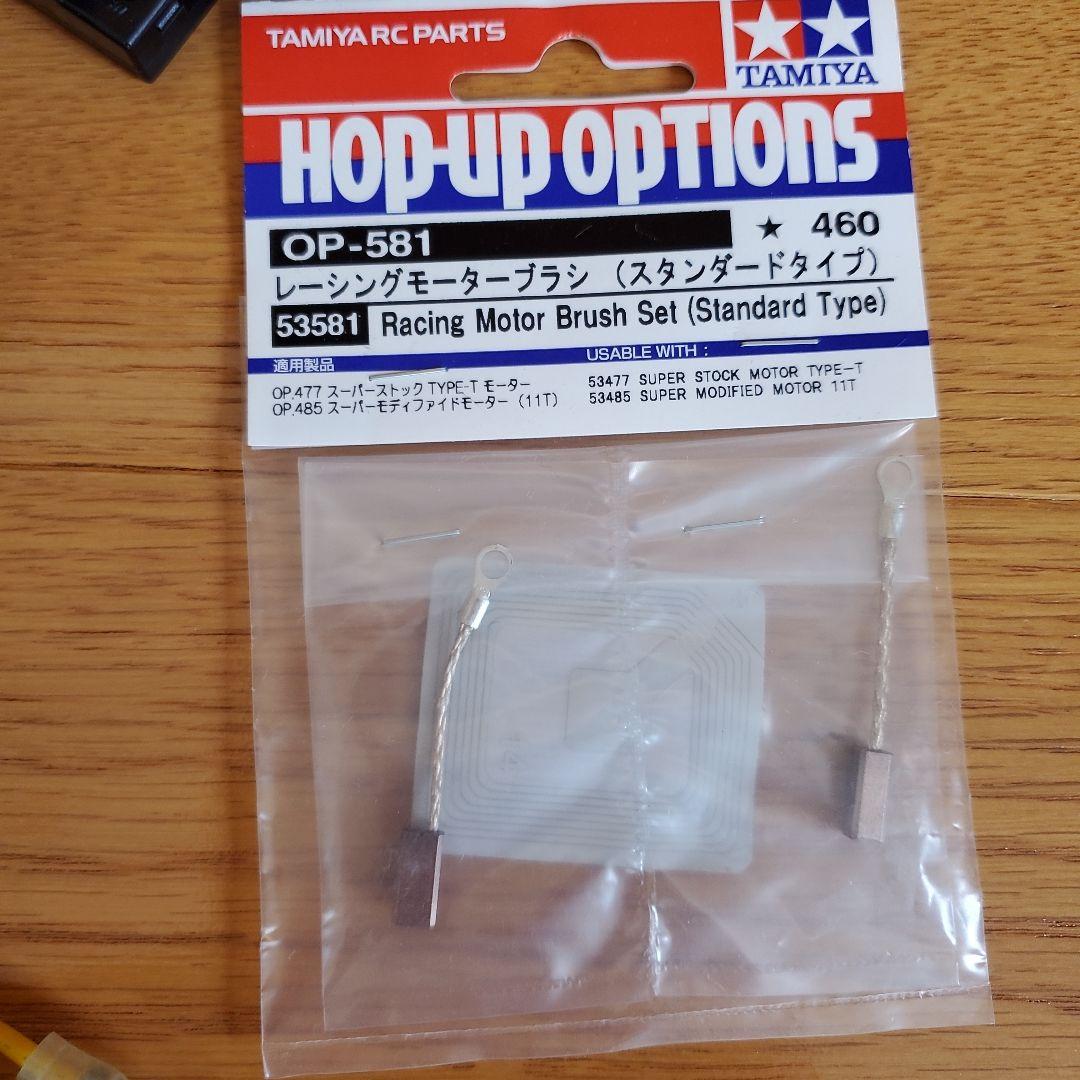 TAMIYA RC PARTS
TAMIYA
HOP-UP OPTIONS
OP-581
★ 460
レーシングモーターブラシ （スタンダードタイプ）
53581 Racing Motor Brush Set (Standard Type)
適用製品
OP.477 スーパーストック TYPE-T モーター
OP.485 スーパーモディファイドモーター （11T）
USABLE WITH :
53477 SUPER STOCK MOTOR TYPE-T
53485 SUPER MODIFIED MOTOR 11T